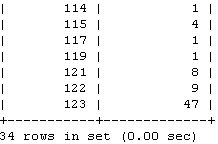 |        114 |            1 |
|        115 |            4 |
|        117 |            1 |
|        119 |            1 |
|        121 |            8 |
|        122 |            9 |
|        123 |           47 |
+------------+--------------+
34 rows in set (0.00 sec)